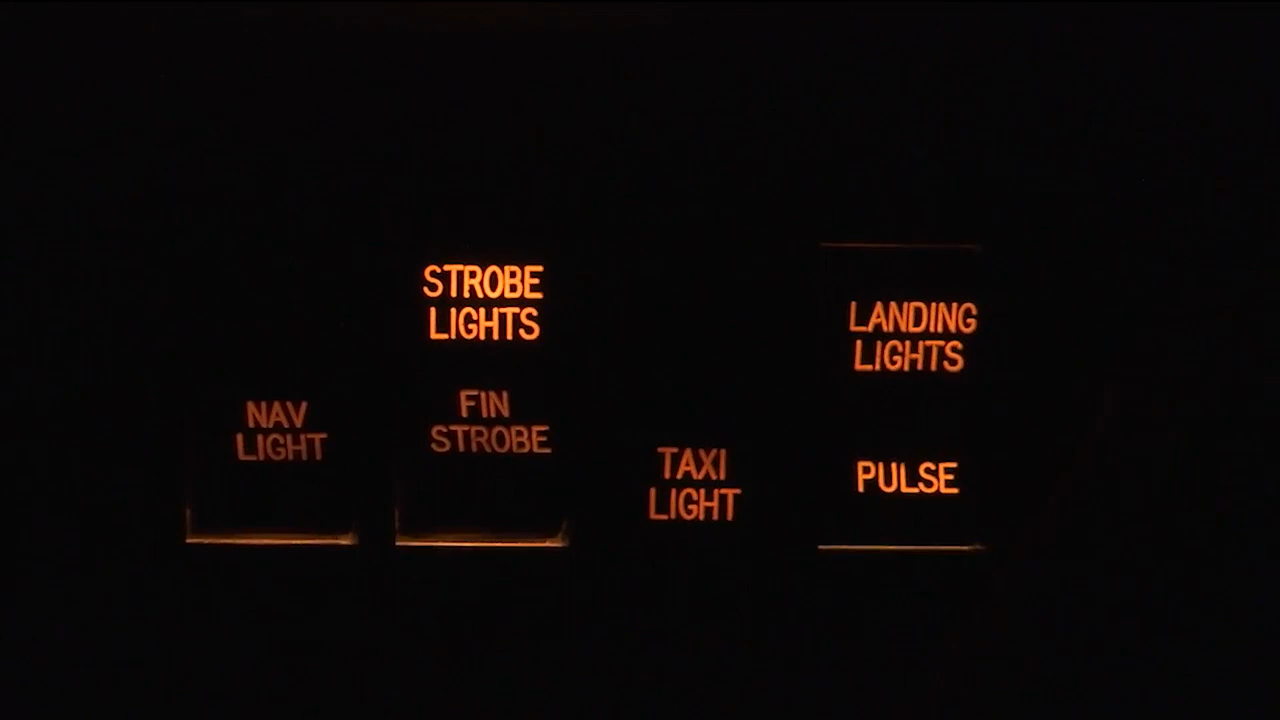 STROBE
LIGHTS
FIN
STROBE
NAV
LIGHT
TAXI
LIGHT
LANDING
LIGHTS
PULSE